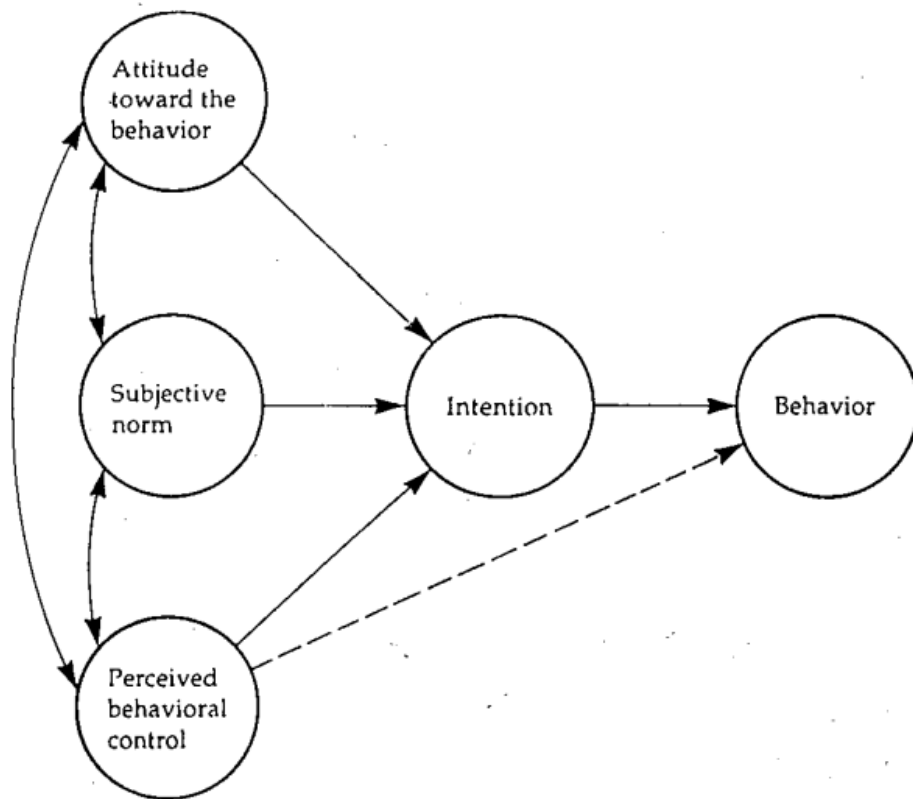 Attitude
toward the
behavior
Subjective
norm
Intention
Behavior
Perceived
behavioral
control